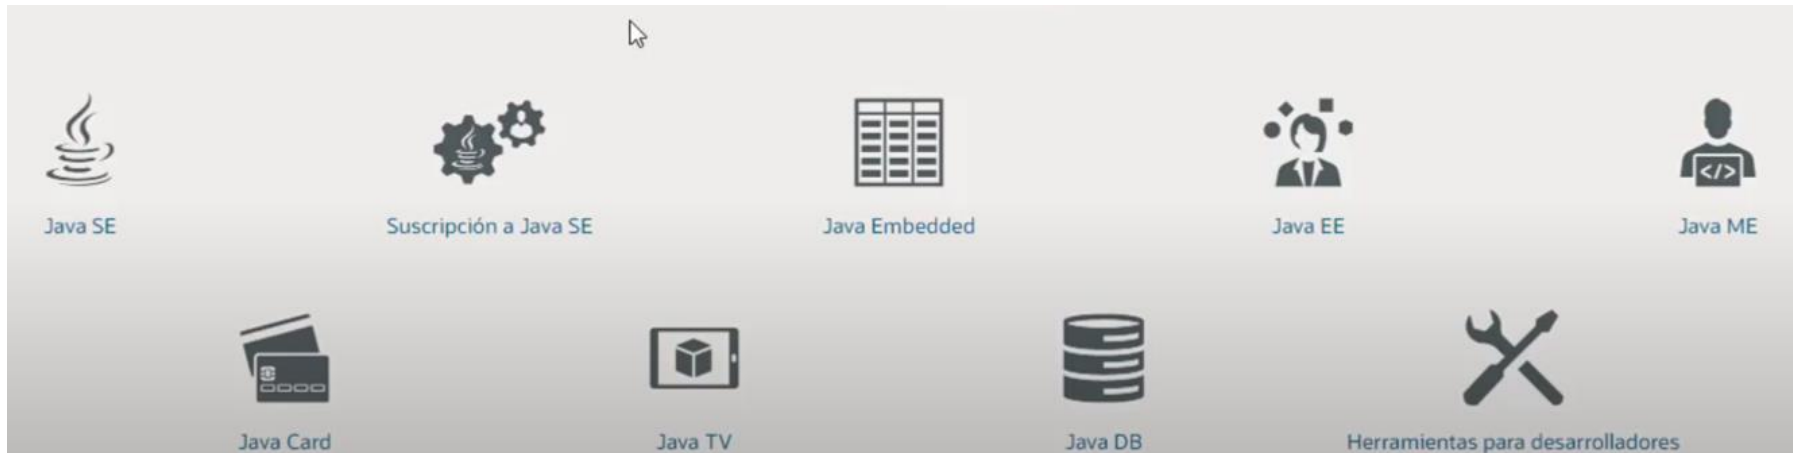 Java SE
Suscripción a Java SE
Java Embedded
Java EE
Java ME
</>
Java Card
Java TV
Java DB
Herramientas para desarrolladores